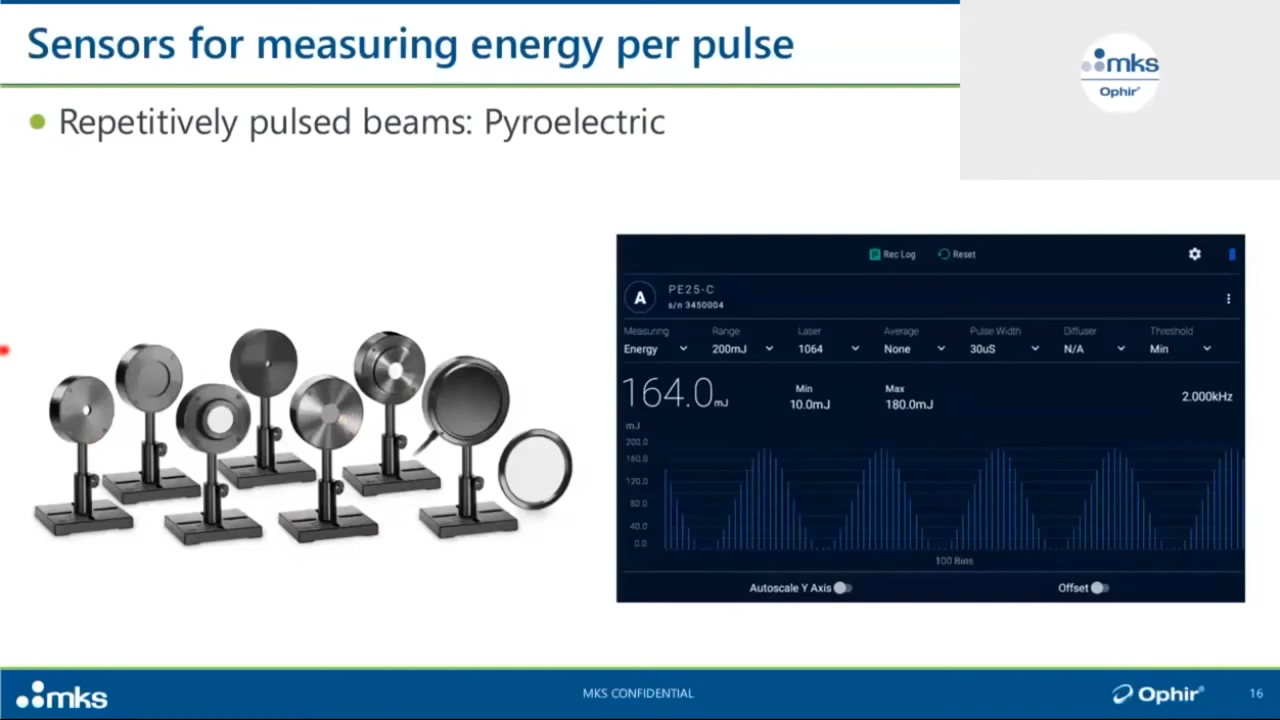 Sensors for measuring energy per pulse
mks
Ophir®
Repetitively pulsed beams: Pyroelectric
Rec Log
Reset
A
PE25-C
s/n 3450004
Measuring Range Laser Average Pulse Width Diffuser Threshold
Energy 200mJ 1064 None 30uS N/A Min
164.0mJ
Min
10.0mJ
Max
180.0mJ
2.000kHz
mJ
200.0
160.0
120.0
80.0
40.0
0.0
100 Bins
Autoscale Y Axis
Offset
mks
MKS CONFIDENTIAL
Ophir®
16